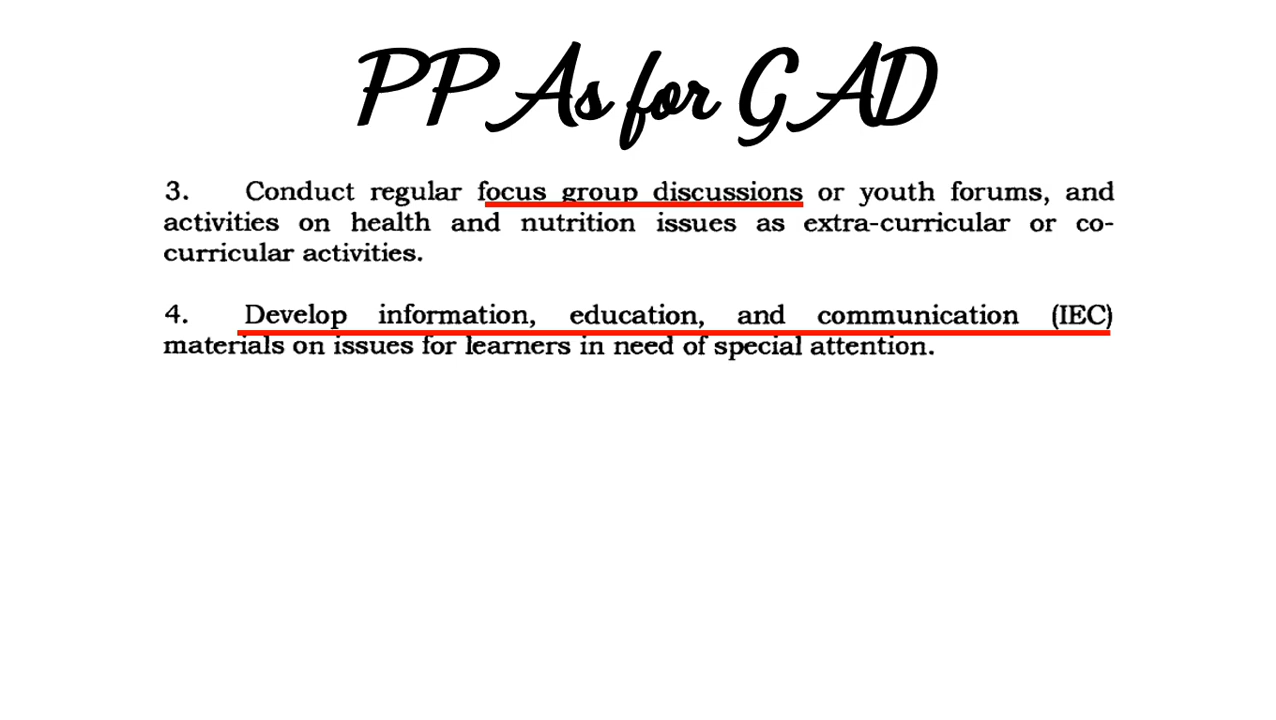 PPAs for GAD
3. Conduct regular focus group discussions or youth forums, and
activities on health and nutrition issues as extra-curricular or co-
curricular activities.
4. Develop information, education, and communication (IEC)
materials on issues for learners in need of special attention.